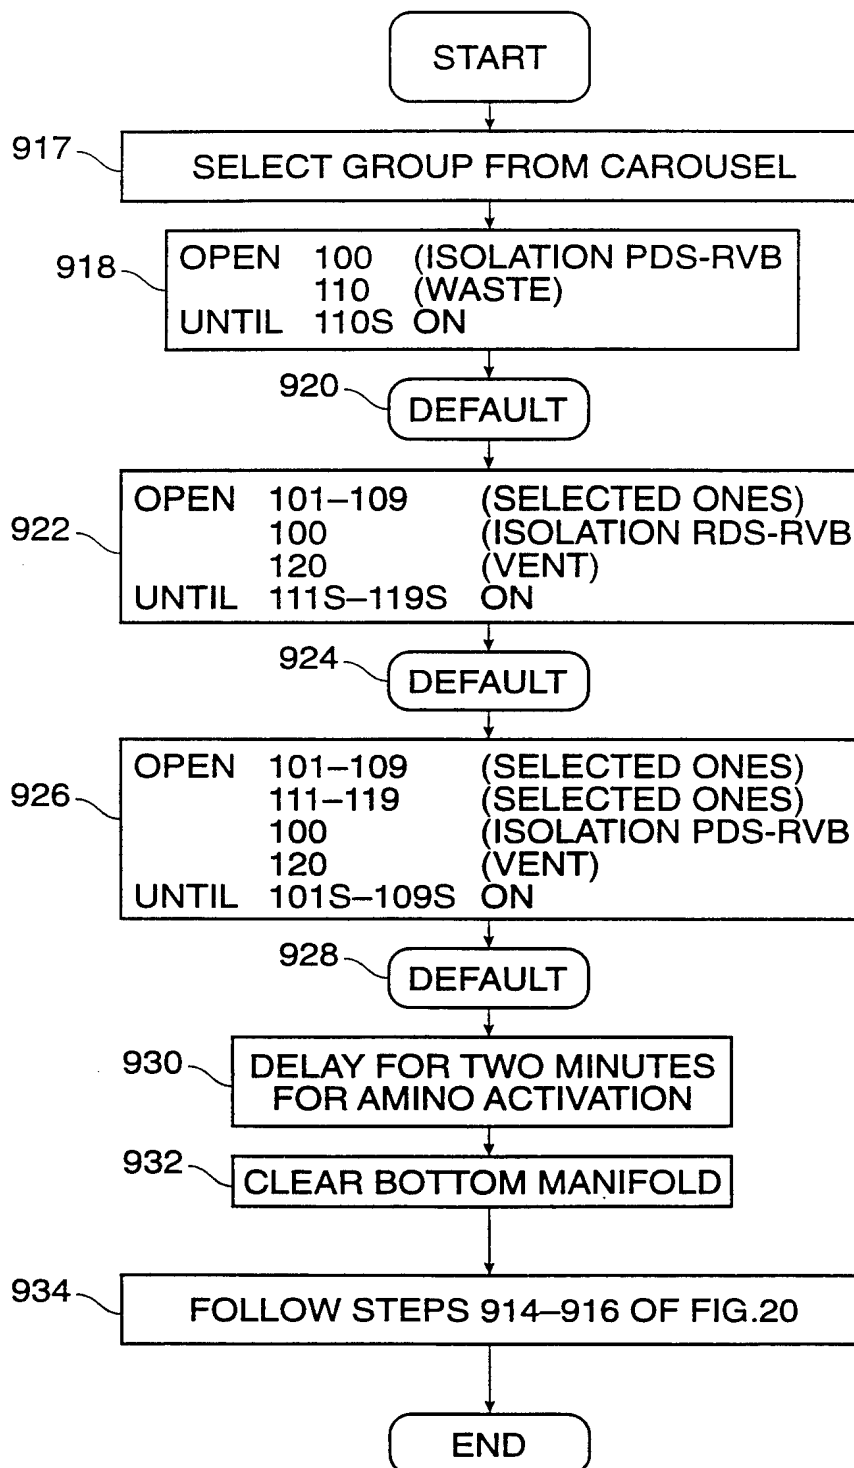 START
917
SELECT GROUP FROM CAROUSEL
918
OPEN 100 (ISOLATION PDS-RVB
110 (WASTE)
UNTIL 110S ON
920
DEFAULT
922
OPEN 101–109 (SELECTED ONES)
100 (ISOLATION RDS-RVB
120 (VENT)
UNTIL 111S–119S ON
924
DEFAULT
926
OPEN 101–109 (SELECTED ONES)
111–119 (SELECTED ONES)
100 (ISOLATION PDS-RVB
120 (VENT)
UNTIL 101S–109S ON
928
DEFAULT
930
DELAY FOR TWO MINUTES
FOR AMINO ACTIVATION
932
CLEAR BOTTOM MANIFOLD
934
FOLLOW STEPS 914–916 OF FIG.20
END